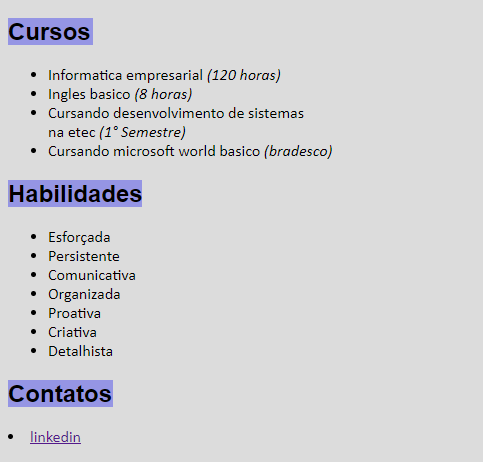 Cursos
Informatica empresarial (120 horas)
Ingles basico (8 horas)
Cursando desenvolvimento de sistemas
na etec (1° Semestre)
Cursando microsoft world basico (bradesco)
Habilidades
Esforçada
Persistente
Comunicativa
Organizada
Proativa
Criativa
Detalhista
Contatos
linkedin